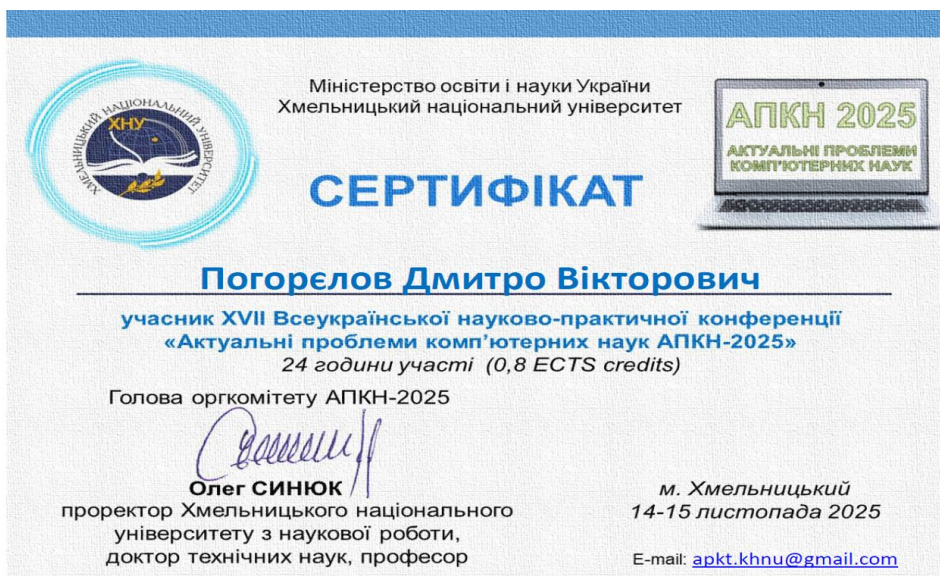 Міністерство освіти і науки України
Хмельницький національний університет
ХМЕЛЬНИЦЬКИЙ НАЦІОНАЛЬНИЙ УНІВЕРСИТЕТ
ХНУ
АПКН 2025
АКТУАЛЬНІ ПРОБЛЕМИ
КОМП'ЮТЕРНИХ НАУК
СЕРТИФІКАТ
Погорєлов Дмитро Вікторович
учасник XVII Всеукраїнської науково-практичної конференції
«Актуальні проблеми комп’ютерних наук АПКН-2025»
24 години участі (0,8 ECTS credits)
Голова оргкомітету АПКН-2025
Олег СИНЮК
проректор Хмельницького національного
університету з наукової роботи,
доктор технічних наук, професор
м. Хмельницький
14-15 листопада 2025
E-mail: apkt.khnu@gmail.com